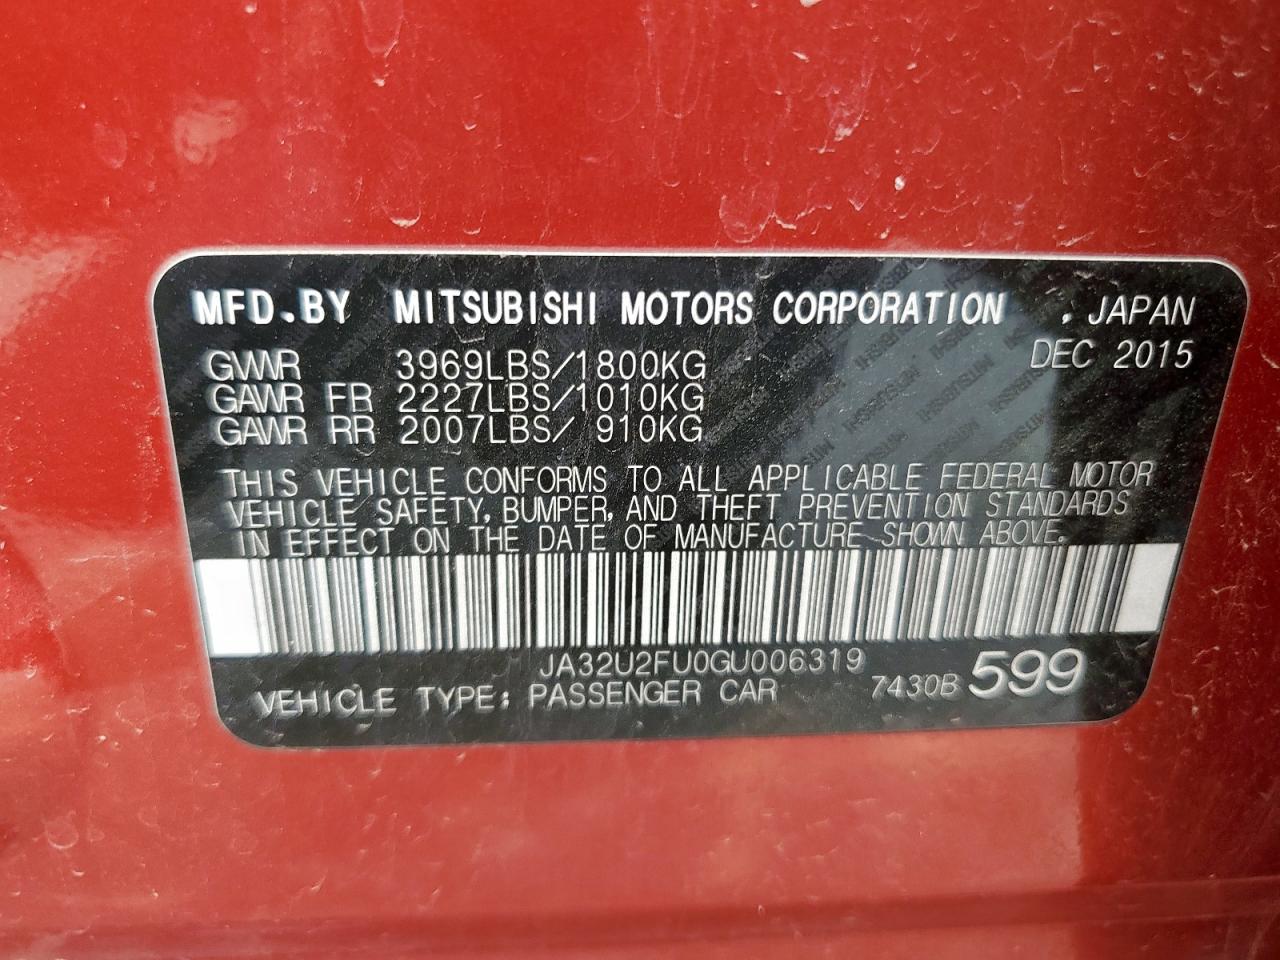 MFD.BY MITSUBISHI MOTORS CORPORATION . JAPAN
DEC 2015
GVWR 3969LBS/1800KG
GAWR FR 2227LBS/1010KG
GAWR RR 2007LBS/ 910KG
THIS VEHICLE CONFORMS TO ALL APPLICABLE FEDERAL MOTOR
VEHICLE SAFETY, BUMPER, AND THEFT PREVENTION STANDARDS
IN EFFECT ON THE DATE OF MANUFACTURE SHOWN ABOVE.
JA32U2FU0GU006319
VEHICLE TYPE: PASSENGER CAR 7430B 599